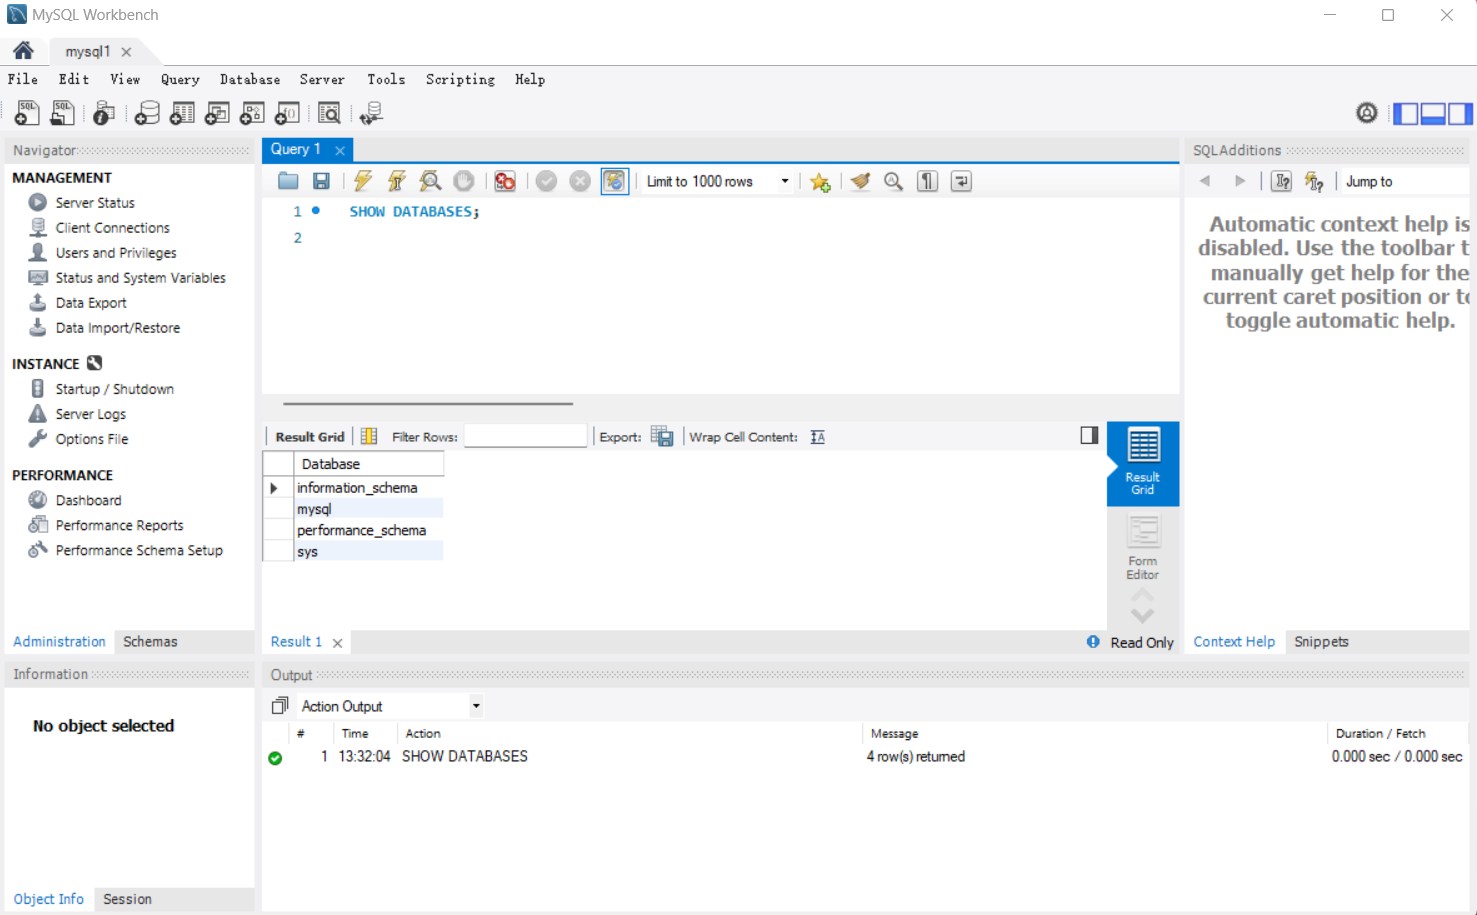 MySQL Workbench
mysql1
File Edit View Query Database Server Tools Scripting Help
Navigator
MANAGEMENT
Server Status
Client Connections
Users and Privileges
Status and System Variables
Data Export
Data Import/Restore
INSTANCE
Startup / Shutdown
Server Logs
Options File
PERFORMANCE
Dashboard
Performance Reports
Performance Schema Setup
Administration Schemas
Information
No object selected
Object Info Session
Query 1
Limit to 1000 rows
1 SHOW DATABASES;
2
Result Grid Filter Rows: Export: Wrap Cell Content:
Database
information_schema
mysql
performance_schema
sys
Result
Grid
Form
Editor
Result 1 Read Only
SQLAdditions
Jump to
Automatic context help is
disabled. Use the toolbar t
manually get help for the
current caret position or to
toggle automatic help.
Context Help Snippets
Output
Action Output
# Time Action Message Duration / Fetch
1 13:32:04 SHOW DATABASES 4 row(s) returned 0.000 sec / 0.000 sec